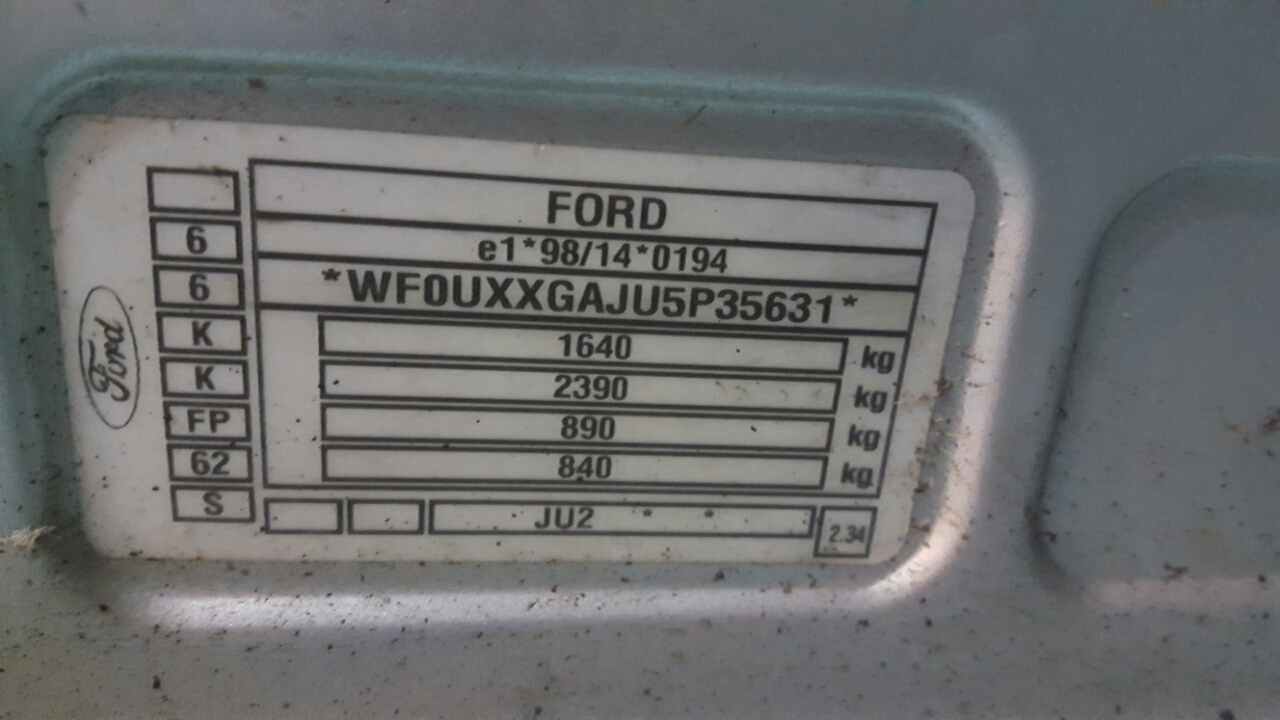 FORD
6
e1*98/14*0194
6
*WF0UXXGAJU5P35631*
K
1640 kg
K
2390 kg
FP
890 kg
62
840 kg
S
JU2 * *
2.34
Ford